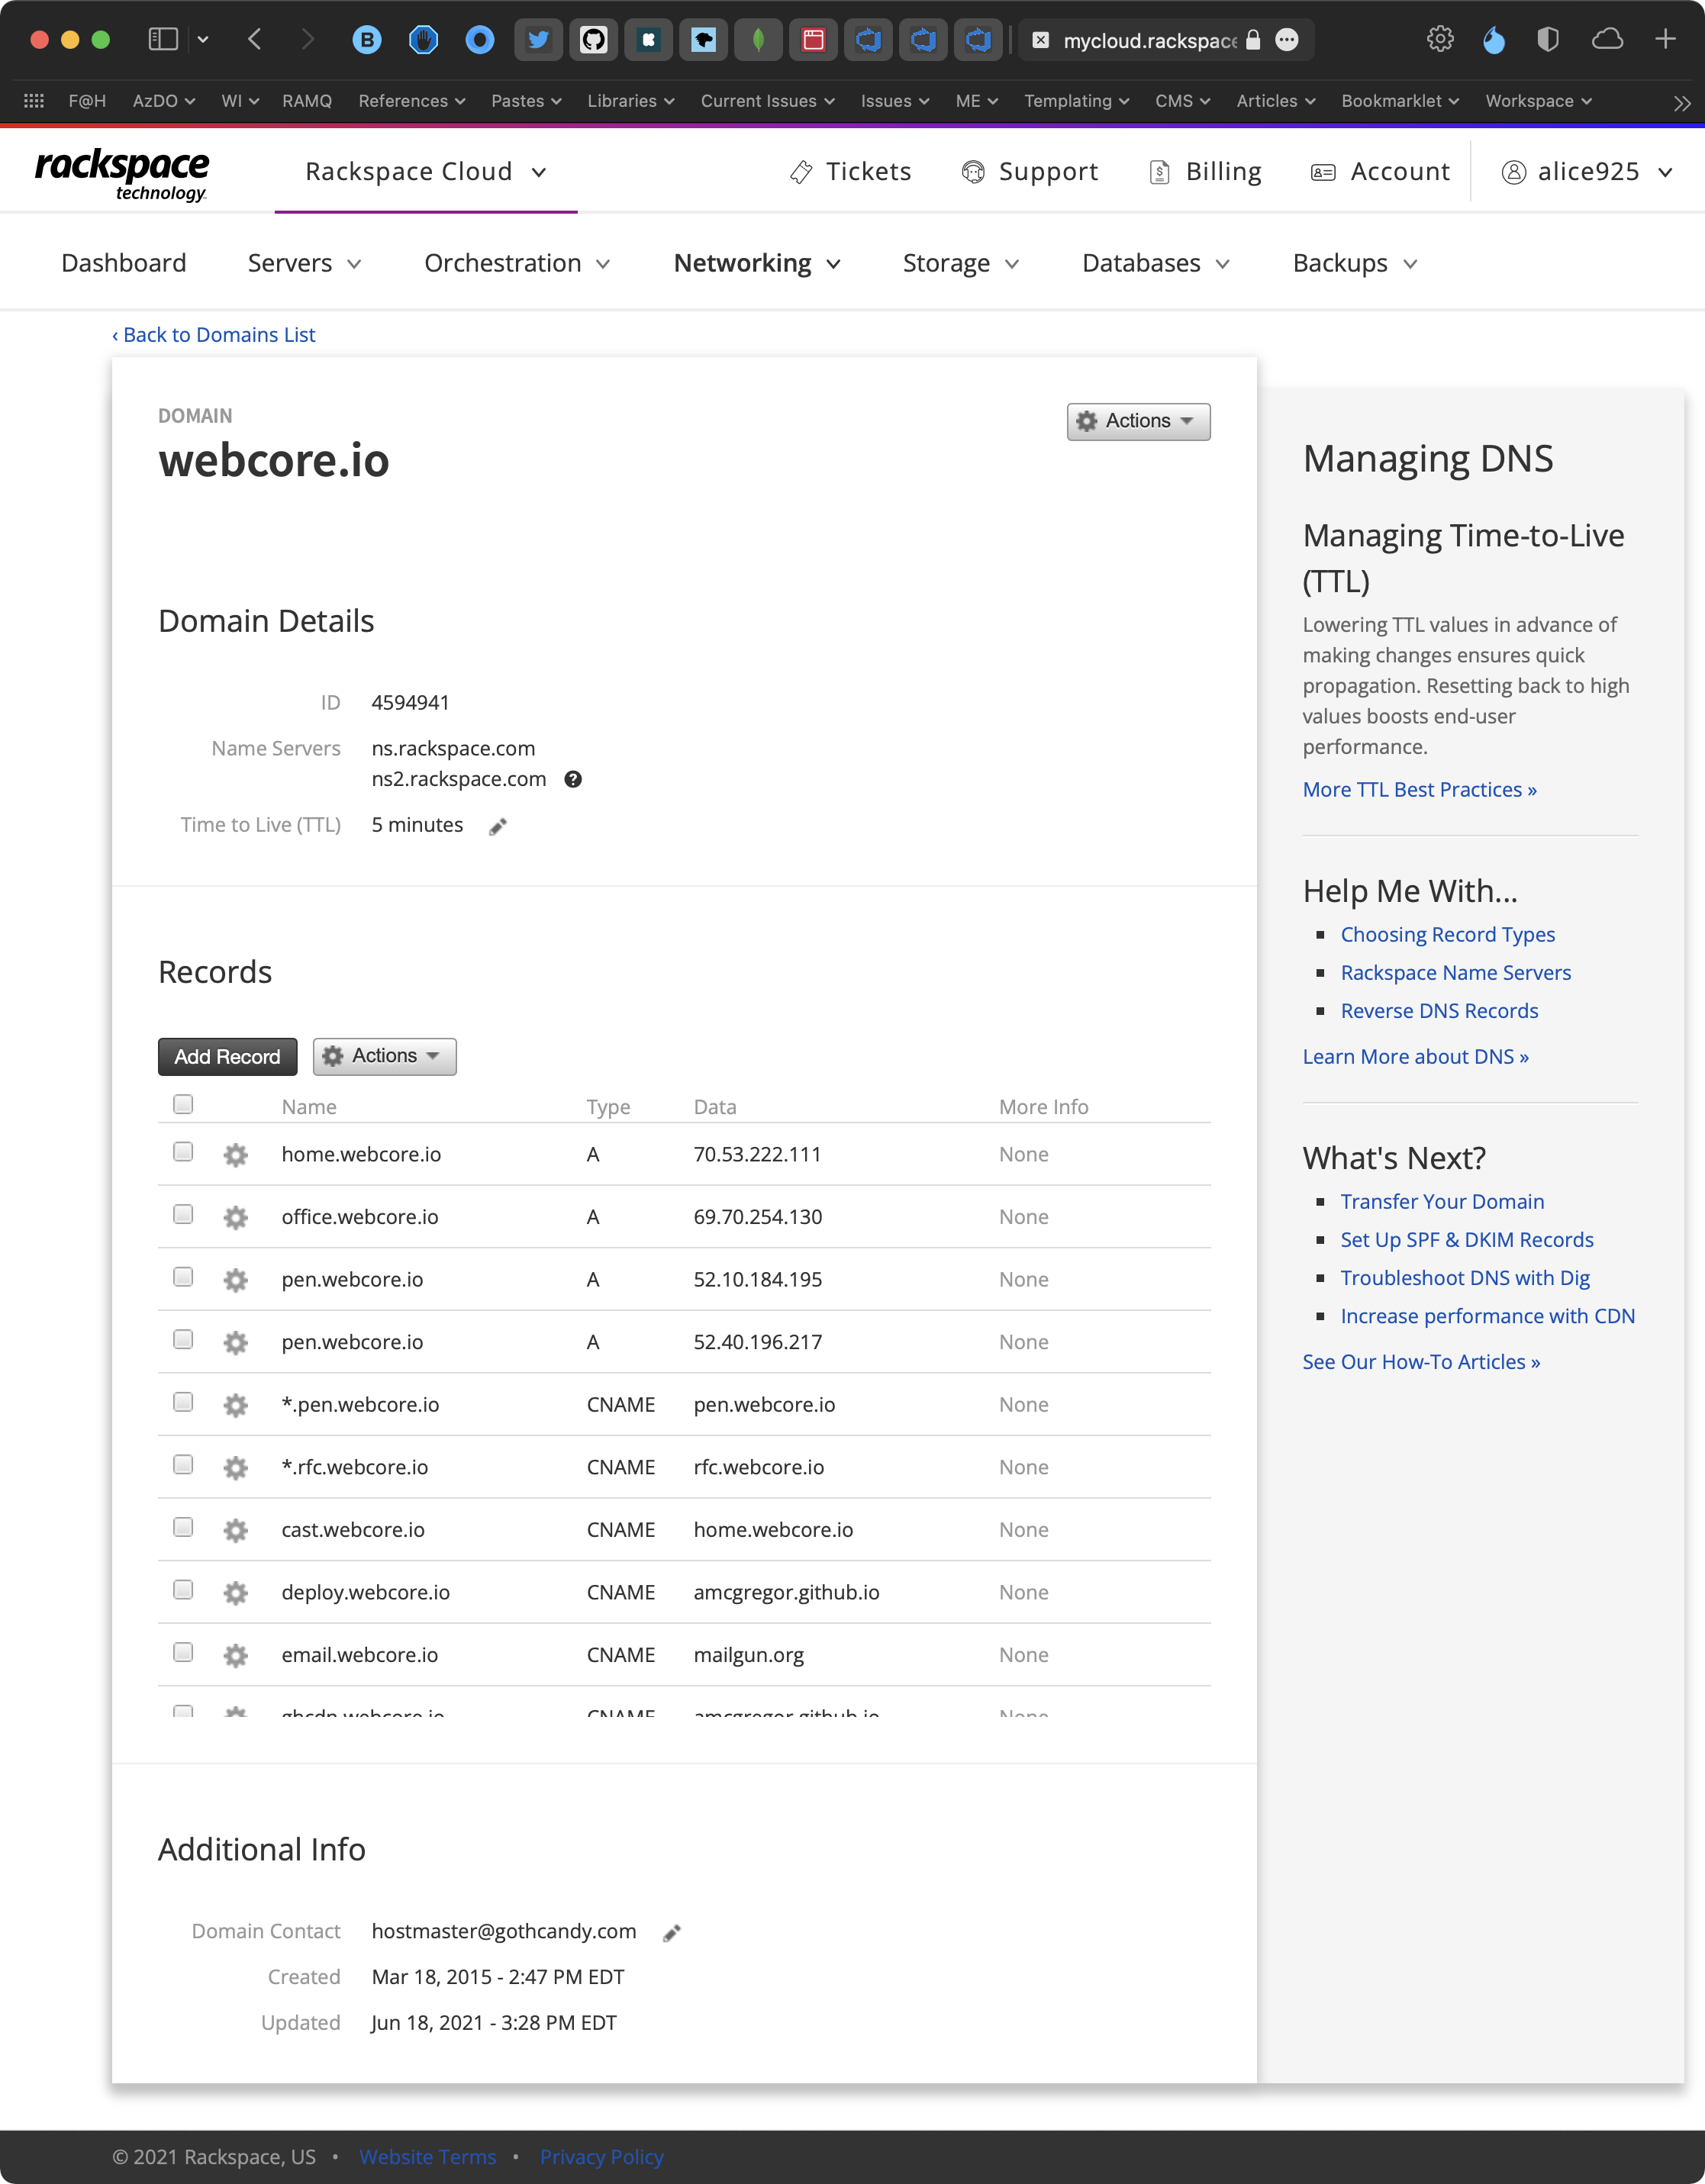 B
mycloud.rackspace
F@H AzDO WI RAMQ References Pastes Libraries Current Issues Issues ME Templating CMS Articles Bookmarklet Workspace
rackspace
technology
Rackspace Cloud
Tickets Support Billing Account alice925
Dashboard Servers Orchestration Networking Storage Databases Backups
‹ Back to Domains List
DOMAIN
webcore.io
Actions
Domain Details
ID 4594941
Name Servers ns.rackspace.com
ns2.rackspace.com ?
Time to Live (TTL) 5 minutes
Records
Add Record Actions
Name Type Data More Info
home.webcore.io A 70.53.222.111 None
office.webcore.io A 69.70.254.130 None
pen.webcore.io A 52.10.184.195 None
pen.webcore.io A 52.40.196.217 None
*.pen.webcore.io CNAME pen.webcore.io None
*.rfc.webcore.io CNAME rfc.webcore.io None
cast.webcore.io CNAME home.webcore.io None
deploy.webcore.io CNAME amcgregor.github.io None
email.webcore.io CNAME mailgun.org None
ghcdn.webcore.io CNAME amcgregor.github.io None
Additional Info
Domain Contact hostmaster@gothcandy.com
Created Mar 18, 2015 - 2:47 PM EDT
Updated Jun 18, 2021 - 3:28 PM EDT
Managing DNS
Managing Time-to-Live
(TTL)
Lowering TTL values in advance of
making changes ensures quick
propagation. Resetting back to high
values boosts end-user
performance.
More TTL Best Practices »
Help Me With...
▪ Choosing Record Types
▪ Rackspace Name Servers
▪ Reverse DNS Records
Learn More about DNS »
What's Next?
▪ Transfer Your Domain
▪ Set Up SPF & DKIM Records
▪ Troubleshoot DNS with Dig
▪ Increase performance with CDN
See Our How-To Articles »
© 2021 Rackspace, US • Website Terms • Privacy Policy